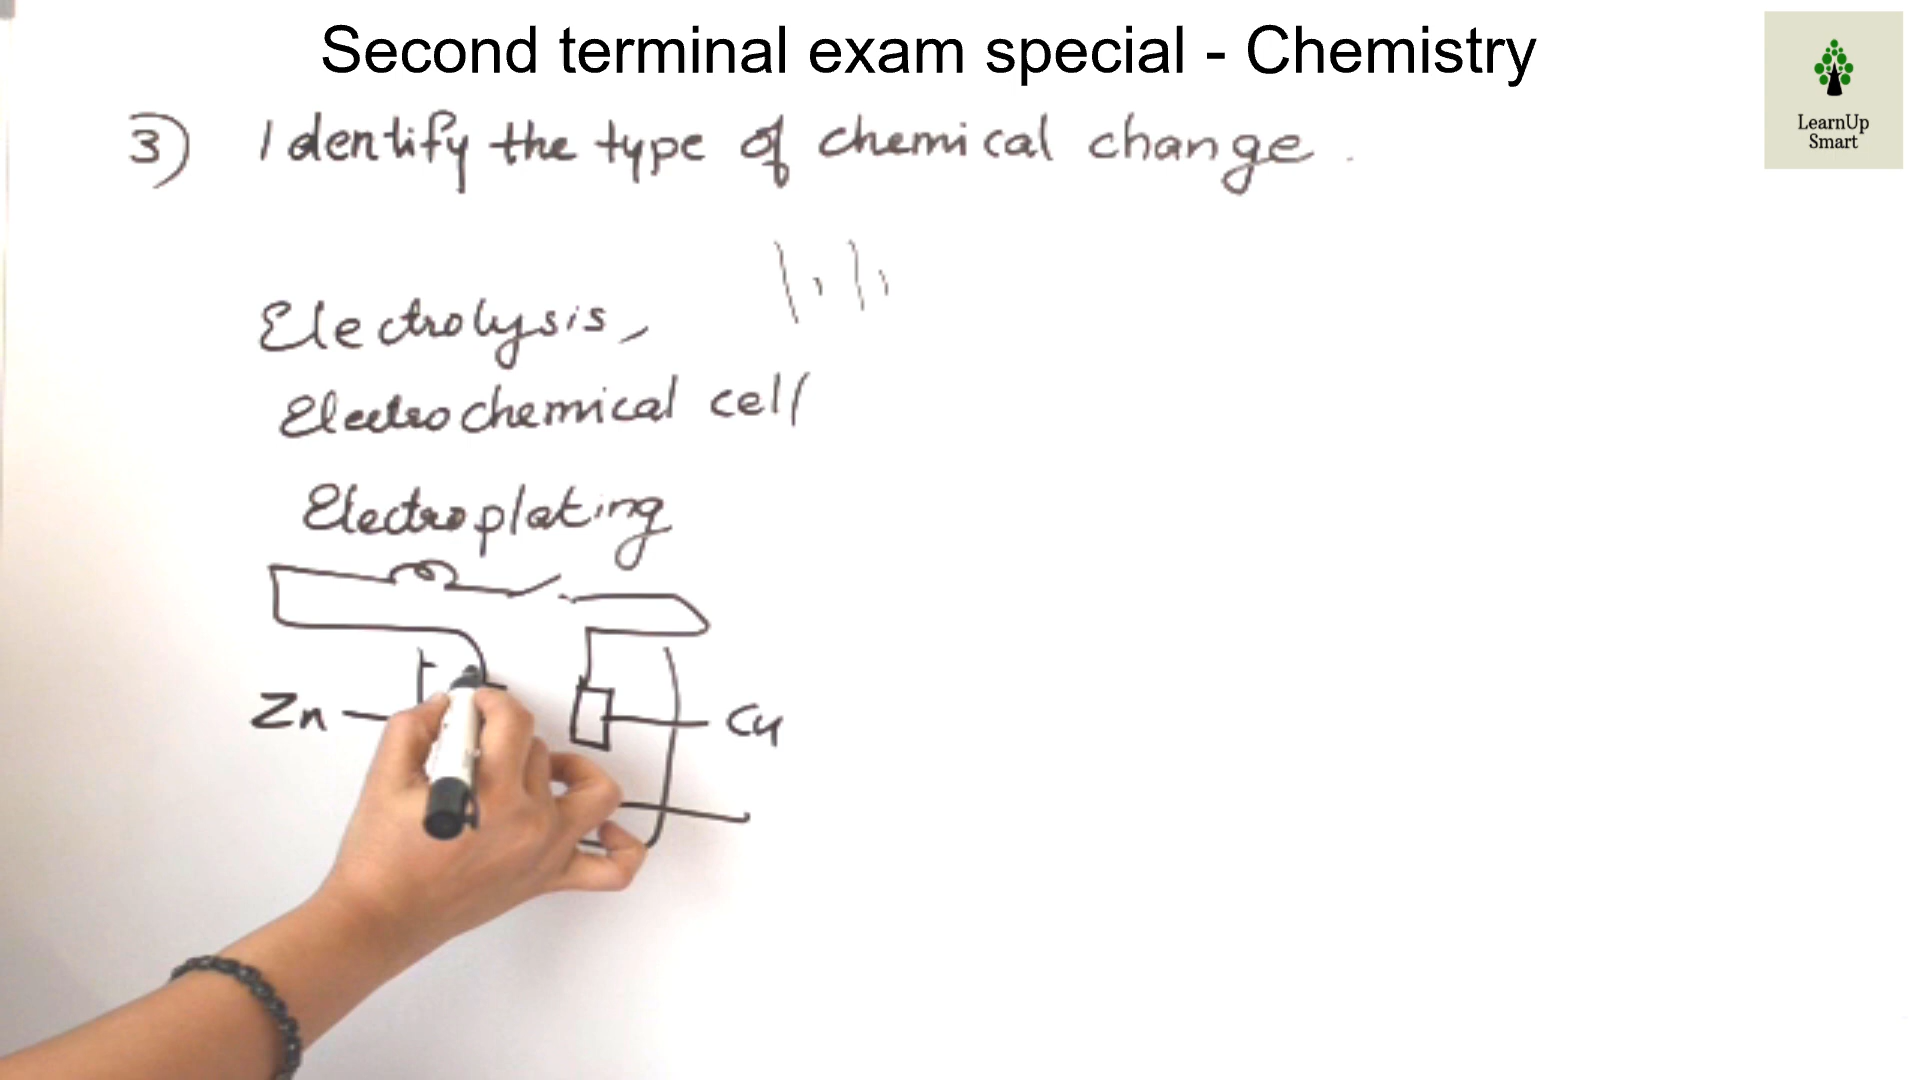 Second terminal exam special - Chemistry
LearnUp
Smart
3) Identify the type of chemical change.
Electrolysis,
Electrochemical cell
Electroplating
Zn
Cu